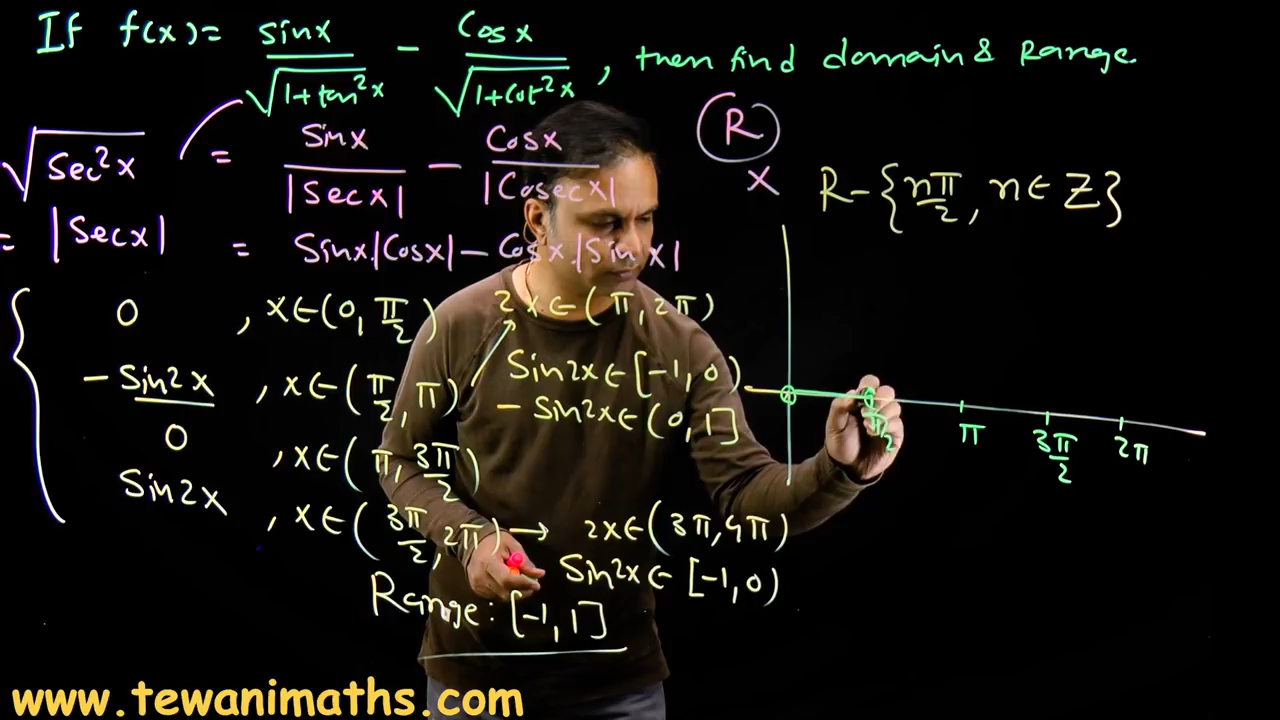 If f(x) = sinx/√(1+tan²x) − Cosx/√(1+Cot²x), then find domain & Range.
√(Sec²x) = Sinx/|Secx| − Cosx/|Cosecx|
= |Secx|
= Sinx|Cosx| − Cosx.|Sinx|
R
x R−{nπ/2, n∈Z}
0, x∈(0, π/2) 2x∈(π, 2π)
−Sin2x, x∈(π/2, π) Sin2x∈[-1, 0)
−Sin2x∈(0, 1]
0, x∈(π, 3π/2)
Sin2x, x∈(3π/2, 2π) → 2x∈(3π, 4π)
Sin2x∈[-1, 0)
Range: [-1, 1]
π/2 π 3π/2 2π
www.tewanimaths.com